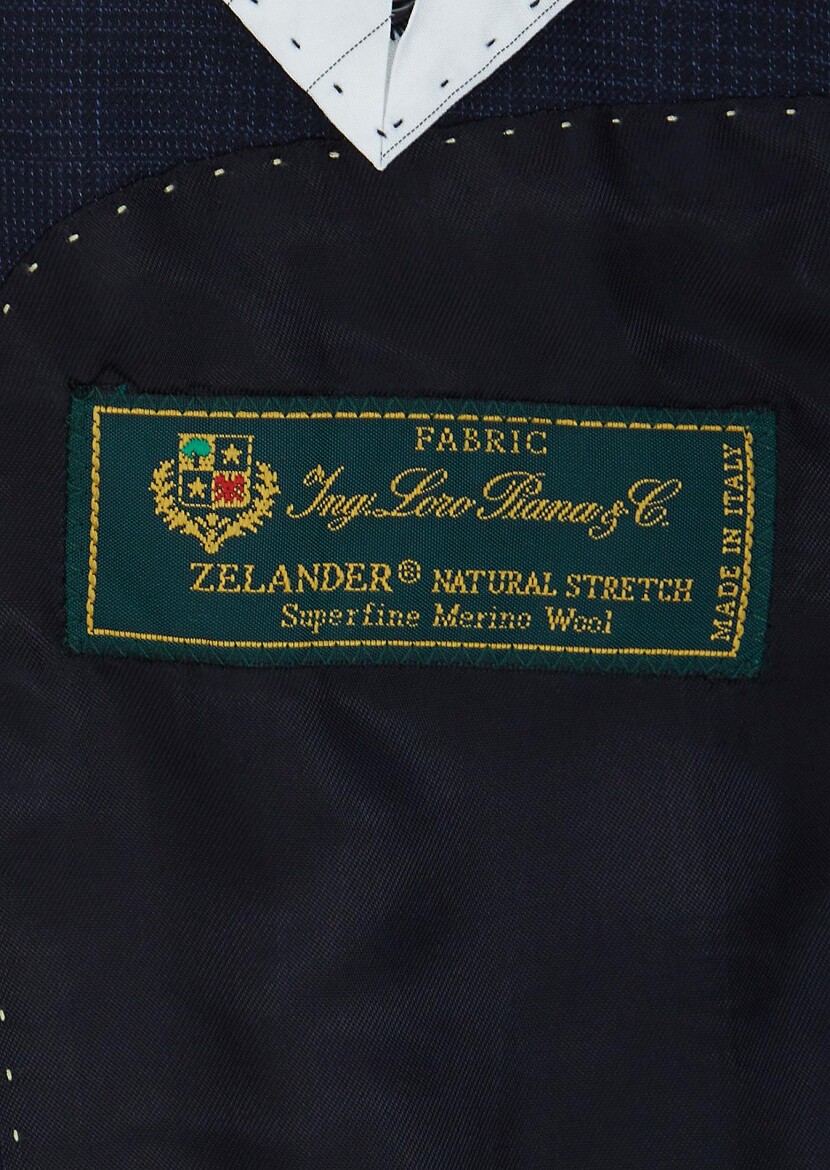 FABRIC
Ing. Loro Piana & C.
ZELANDER® NATURAL STRETCH
Superfine Merino Wool
MADE IN ITALY